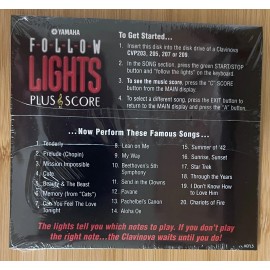 YAMAHA
FOLLOW
LIGHTS
PLUS SCORE
To Get Started...
1. Insert this disk into the disk drive of a Clavinova
CVP203, 205, 207 or 209
2. In the SONG section, press the green START/STOP
button and "follow the lights" on the keyboard.
3. To see the music score, press the "C" SCORE
button from the MAIN display
4. To select a different song, press the EXIT button to
return to the MAIN display and press the "A" button.
...Now Perform These Famous Songs...
1. Tenderly
2. Prelude (Chopin)
3. Mission Impossible
4. Cats
5. Beauty & The Beast
6. Memory (from "Cats")
7. Can You Feel The Love
Tonight
8. Lean on Me
9. My Way
10. Beethoven's 5th
Symphony
11. Send in the Clowns
12. Pavane
13. Pachelbel's Canon
14. Aloha Oe
15. Summer of '42
16. Sunrise, Sunset
17. Star Trek
18. Through the Years
19. I Don't Know How
to Love Him
20. Chariots of Fire
The lights tell you which notes to play. If you don't play
the right note...the Clavinova waits until you do!